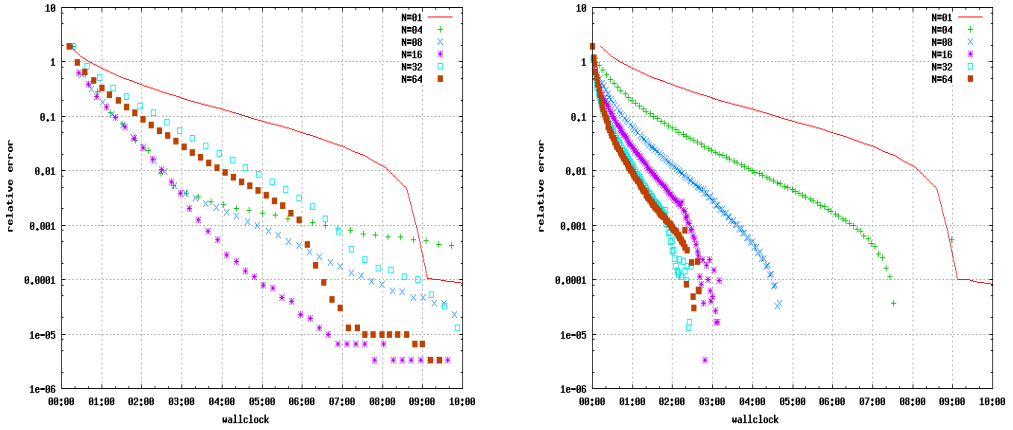 N=01
N=04
N=08
N=16
N=32
N=64
10
1
0,1
0,01
0,001
0,0001
1e-05
1e-06
relative error
00:00 01:00 02:00 03:00 04:00 05:00 06:00 07:00 08:00 09:00 10:00
wallclock
N=01
N=04
N=08
N=16
N=32
N=64
10
1
0,1
0,01
0,001
0,0001
1e-05
1e-06
relative error
00:00 01:00 02:00 03:00 04:00 05:00 06:00 07:00 08:00 09:00 10:00
wallclock